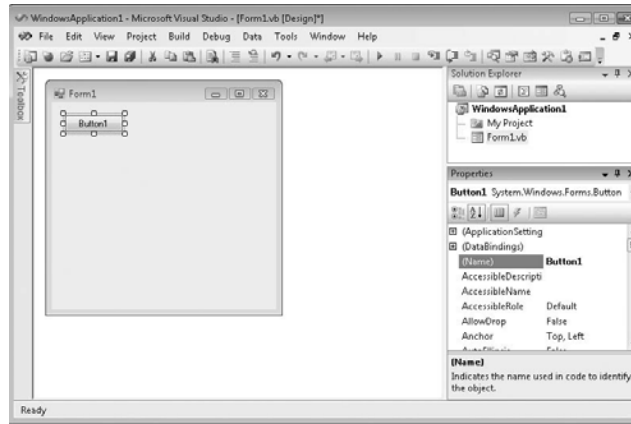 WindowsApplication1 - Microsoft Visual Studio - [Form1.vb [Design]*]
File Edit View Project Build Debug Data Tools Window Help
Toolbox
Form1
Button1
Solution Explorer
WindowsApplication1
My Project
Form1.vb
Properties
Button1 System.Windows.Forms.Button
(ApplicationSetting
(DataBindings)
(Name) Button1
AccessibleDescripti
AccessibleName
AccessibleRole Default
AllowDrop False
Anchor Top, Left
AutoEllipsis False
(Name)
Indicates the name used in code to identify
the object.
Ready